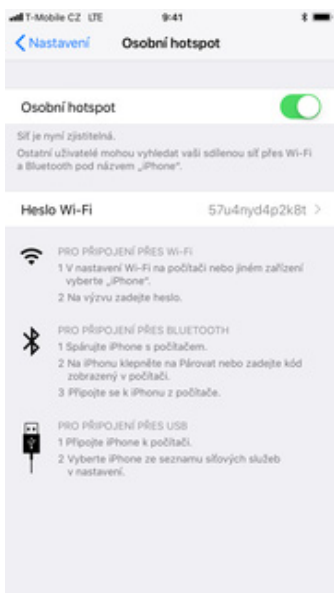 T-Mobile CZ LTE 9:41
Nastavení Osobní hotspot
Osobní hotspot
Síť je nyní zjistitelná.
Ostatní uživatelé mohou vyhledat vaši sdílenou síť přes Wi-Fi
a Bluetooth pod názvem „iPhone“.
Heslo Wi-Fi 57u4nyd4p2k8t
PRO PŘIPOJENÍ PŘES WI-FI
1 V nastavení Wi-Fi na počítači nebo jiném zařízení
vyberte „iPhone“.
2 Na výzvu zadejte heslo.
PRO PŘIPOJENÍ PŘES BLUETOOTH
1 Spárujte iPhone s počítačem.
2 Na iPhonu klepněte na Párovat nebo zadejte kód
zobrazený v počítači.
3 Připojte se k iPhonu z počítače.
PRO PŘIPOJENÍ PŘES USB
1 Připojte iPhone k počítači.
2 Vyberte iPhone ze seznamu síťových služeb
v nastavení.